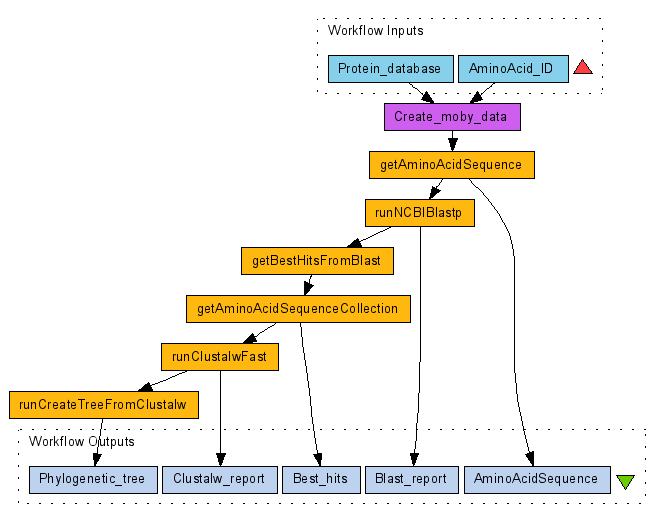 Workflow Inputs
Protein_database
AminoAcid_ID
Create_moby_data
getAminoAcidSequence
runNCBIBlastp
getBestHitsFromBlast
getAminoAcidSequenceCollection
runClustalwFast
runCreateTreeFromClustalw
Workflow Outputs
Phylogenetic_tree
Clustalw_report
Best_hits
Blast_report
AminoAcidSequence